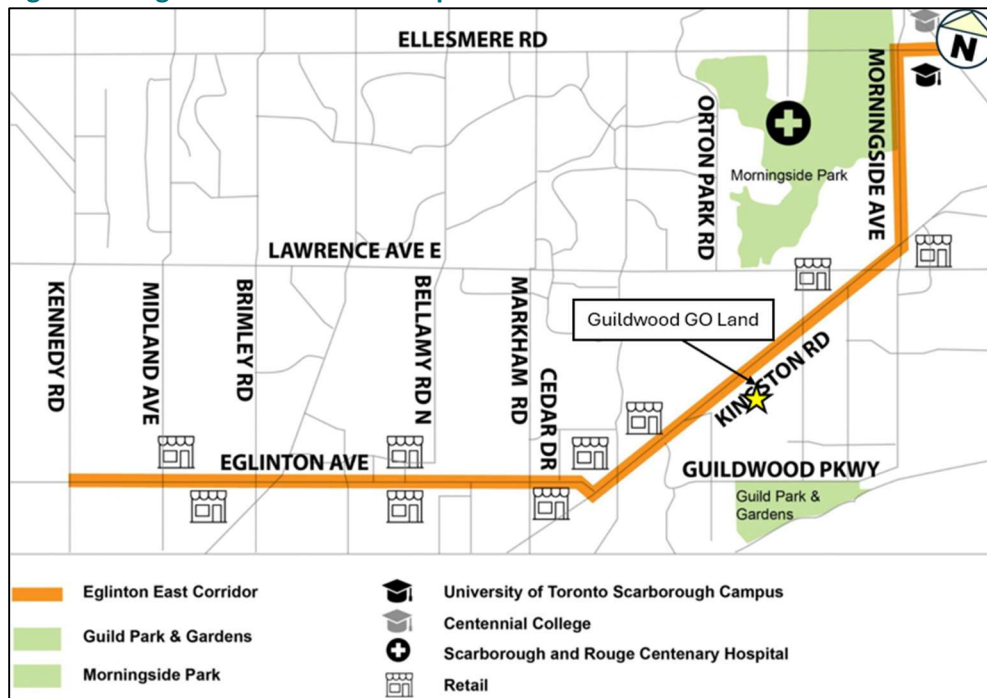 ELLESMERE RD
N
MORNINGSIDE AVE
ORTON PARK RD
Morningside Park
LAWRENCE AVE E
KENNEDY RD
MIDLAND AVE
BRIMLEY RD
BELLAMY RD N
MARKHAM RD
CEDAR DR
Guildwood GO Land
KINGSTON RD
EGLINTON AVE
GUILDWOOD PKWY
Guild Park &
Gardens
Eglinton East Corridor
Guild Park & Gardens
Morningside Park
University of Toronto Scarborough Campus
Centennial College
Scarborough and Rouge Centenary Hospital
Retail